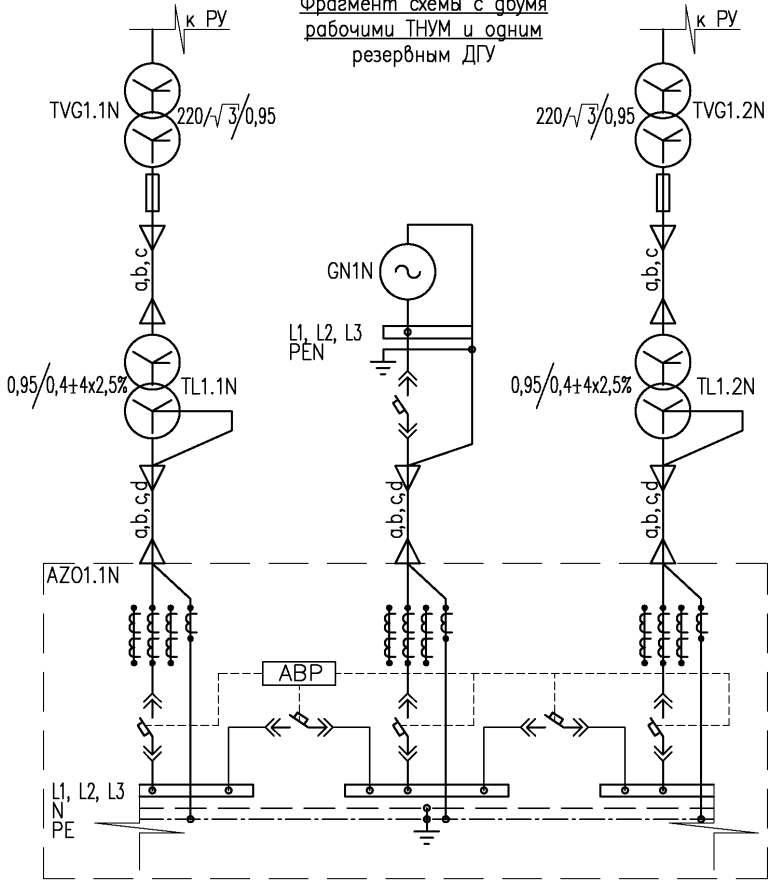 Фрагмент схемы с двумя
рабочими ТНУМ и одним
резервным ДГУ
к РУ
к РУ
TVG1.1N
220/√3/0,95
220/√3/0,95
TVG1.2N
a,b,c
a,b,c
GN1N
L1, L2, L3
PEN
0,95/0,4±4x2,5%
TL1.1N
0,95/0,4±4x2,5%
TL1.2N
a,b,c,d
a,b,c,d
a,b,c,d
AZ01.1N
АВР
L1, L2, L3
N
PE